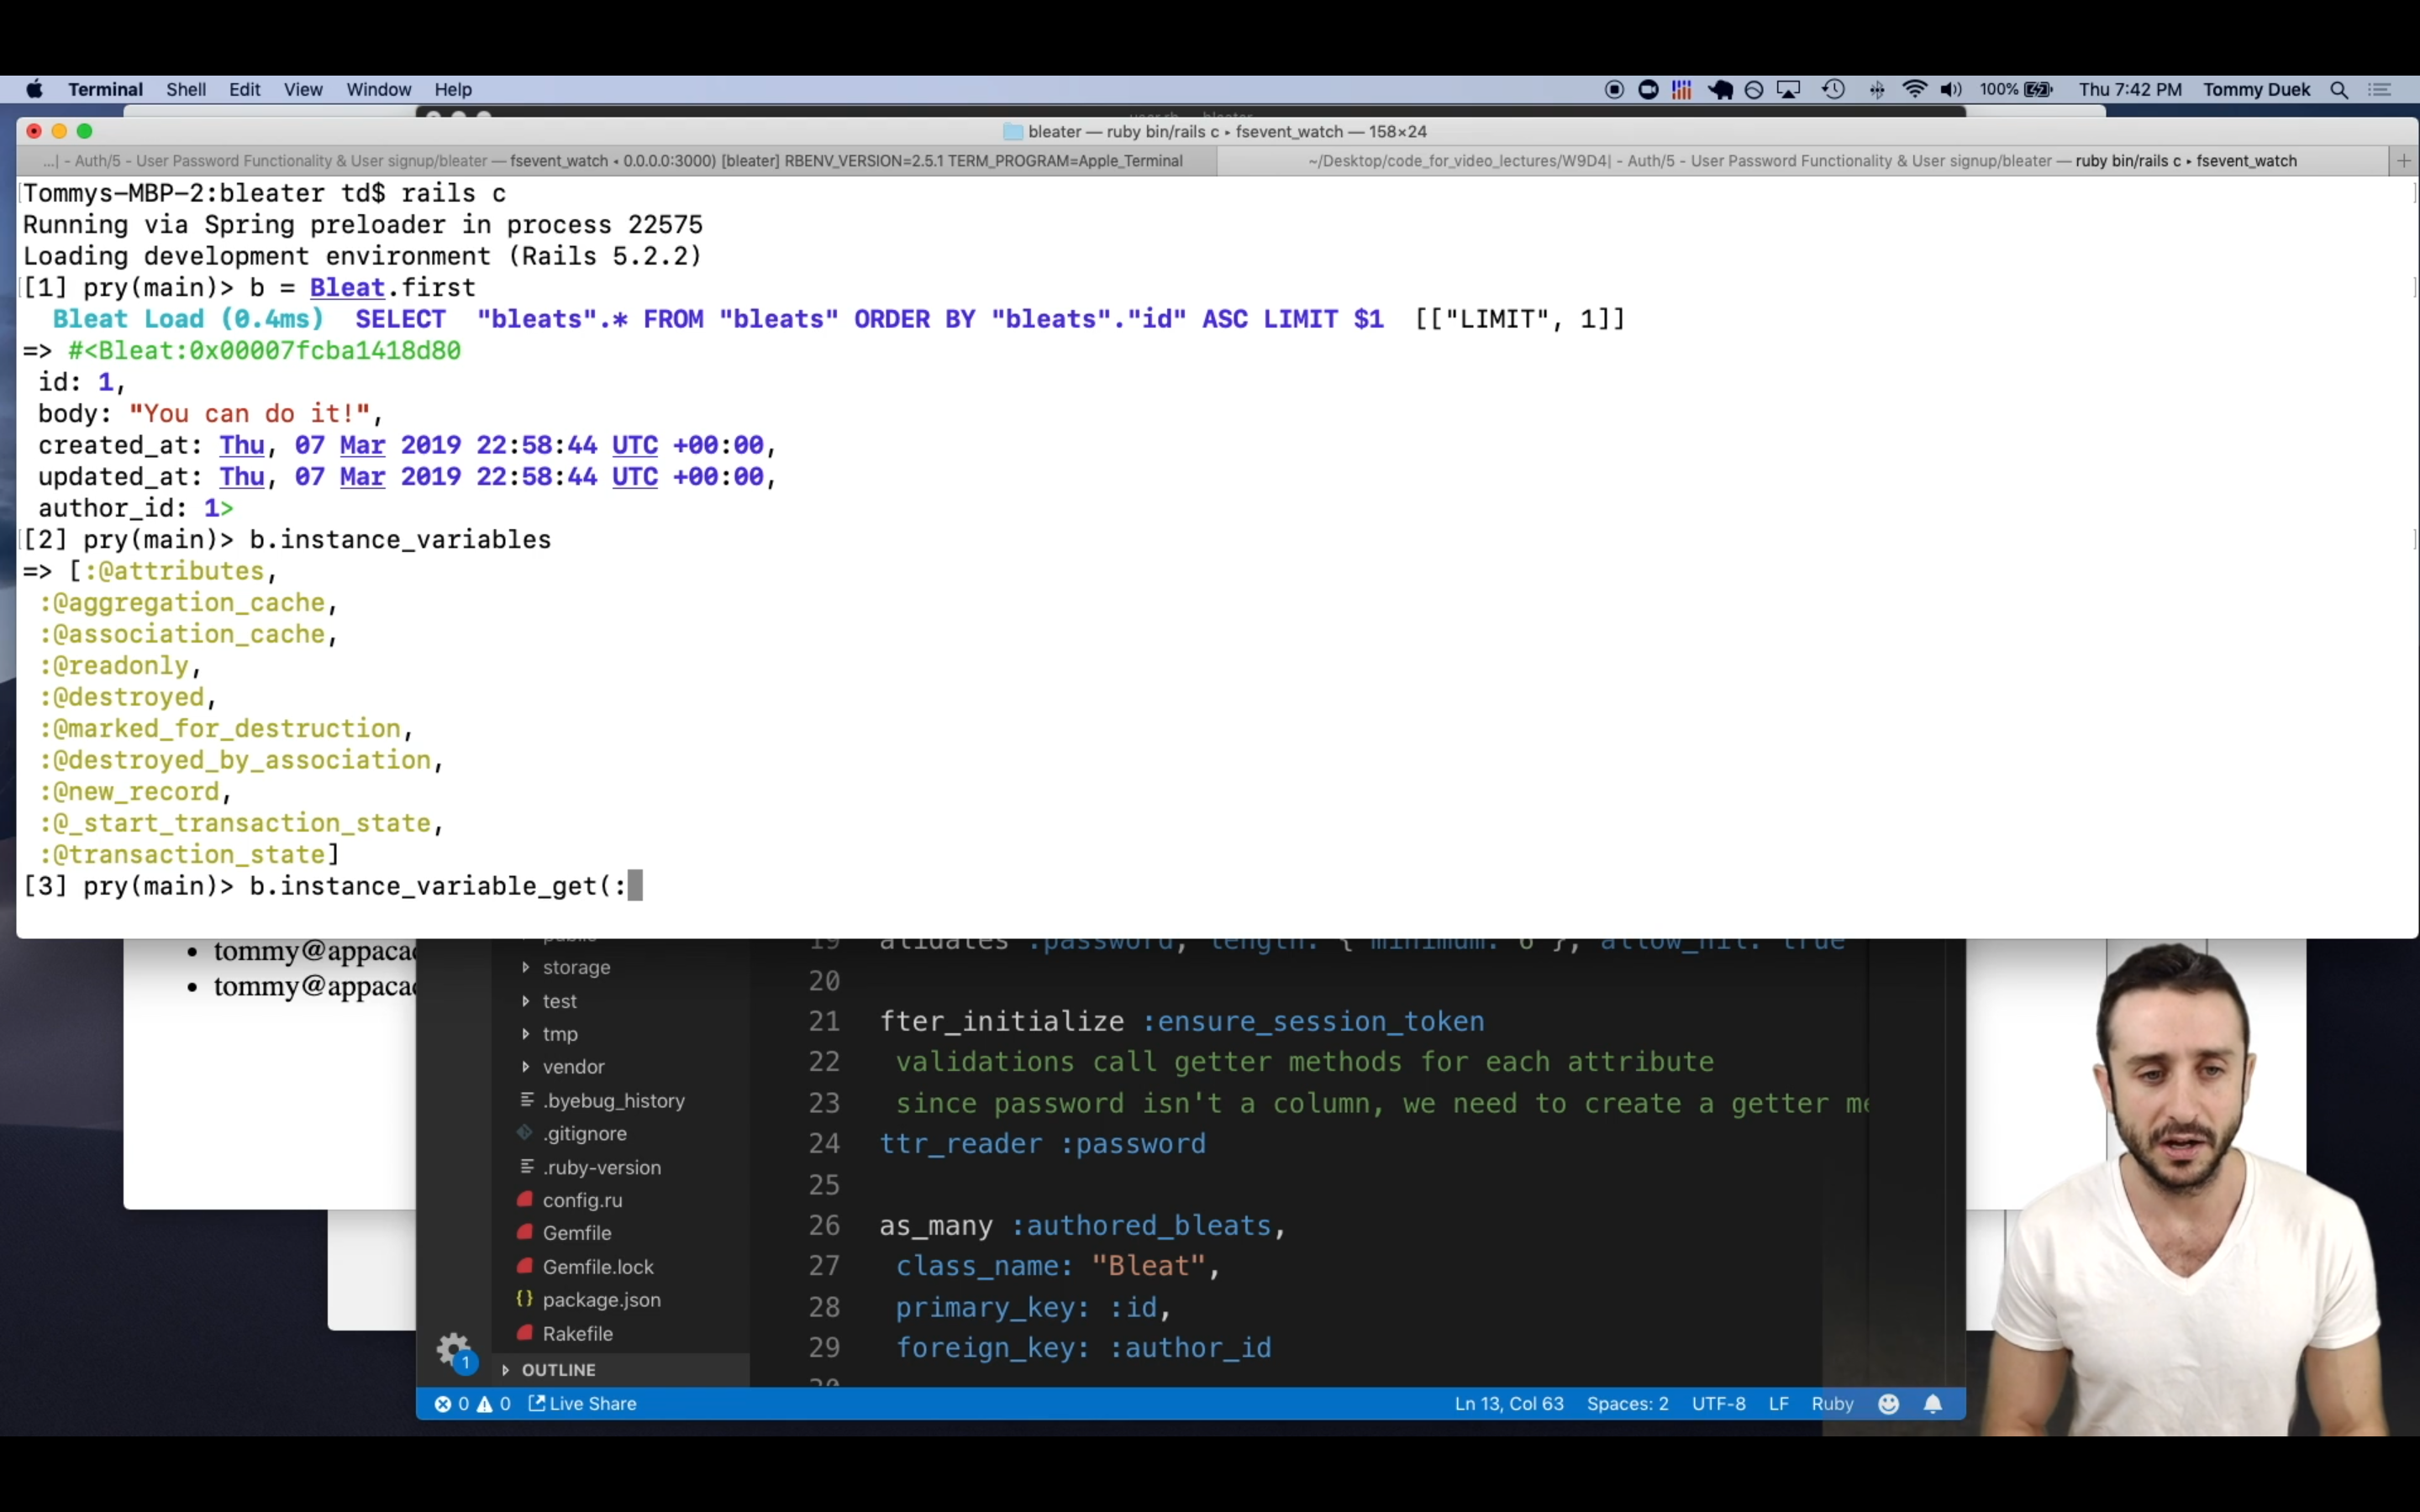 Terminal Shell Edit View Window Help 100% Thu 7:42 PM Tommy Duek
bleater — ruby bin/rails c ▸ fsevent_watch — 158×24
...| - Auth/5 - User Password Functionality & User signup/bleater — fsevent_watch ◂ 0.0.0.0:3000) [bleater] RBENV_VERSION=2.5.1 TERM_PROGRAM=Apple_Terminal
~/Desktop/code_for_video_lectures/W9D4| - Auth/5 - User Password Functionality & User signup/bleater — ruby bin/rails c ▸ fsevent_watch
Tommys-MBP-2:bleater td$ rails c
Running via Spring preloader in process 22575
Loading development environment (Rails 5.2.2)
[1] pry(main)> b = Bleat.first
Bleat Load (0.4ms)  SELECT  "bleats".* FROM "bleats" ORDER BY "bleats"."id" ASC LIMIT $1  [["LIMIT", 1]]
=> #<Bleat:0x00007fcba1418d80
id: 1,
body: "You can do it!",
created_at: Thu, 07 Mar 2019 22:58:44 UTC +00:00,
updated_at: Thu, 07 Mar 2019 22:58:44 UTC +00:00,
author_id: 1>
[2] pry(main)> b.instance_variables
=> [:@attributes,
:@aggregation_cache,
:@association_cache,
:@readonly,
:@destroyed,
:@marked_for_destruction,
:@destroyed_by_association,
:@new_record,
:@_start_transaction_state,
:@transaction_state]
[3] pry(main)> b.instance_variable_get(:
• tommy@appaca
• tommy@appaca
public
storage
test
tmp
vendor
.byebug_history
.gitignore
.ruby-version
config.ru
Gemfile
Gemfile.lock
package.json
Rakefile
OUTLINE
19 alidates :password, length: { minimum: 6 }, allow_nil: true
20
21 fter_initialize :ensure_session_token
22 validations call getter methods for each attribute
23 since password isn't a column, we need to create a getter me
24 ttr_reader :password
25
26 as_many :authored_bleats,
27 class_name: "Bleat",
28 primary_key: :id,
29 foreign_key: :author_id
1
0 0 Live Share Ln 13, Col 63 Spaces: 2 UTF-8 LF Ruby